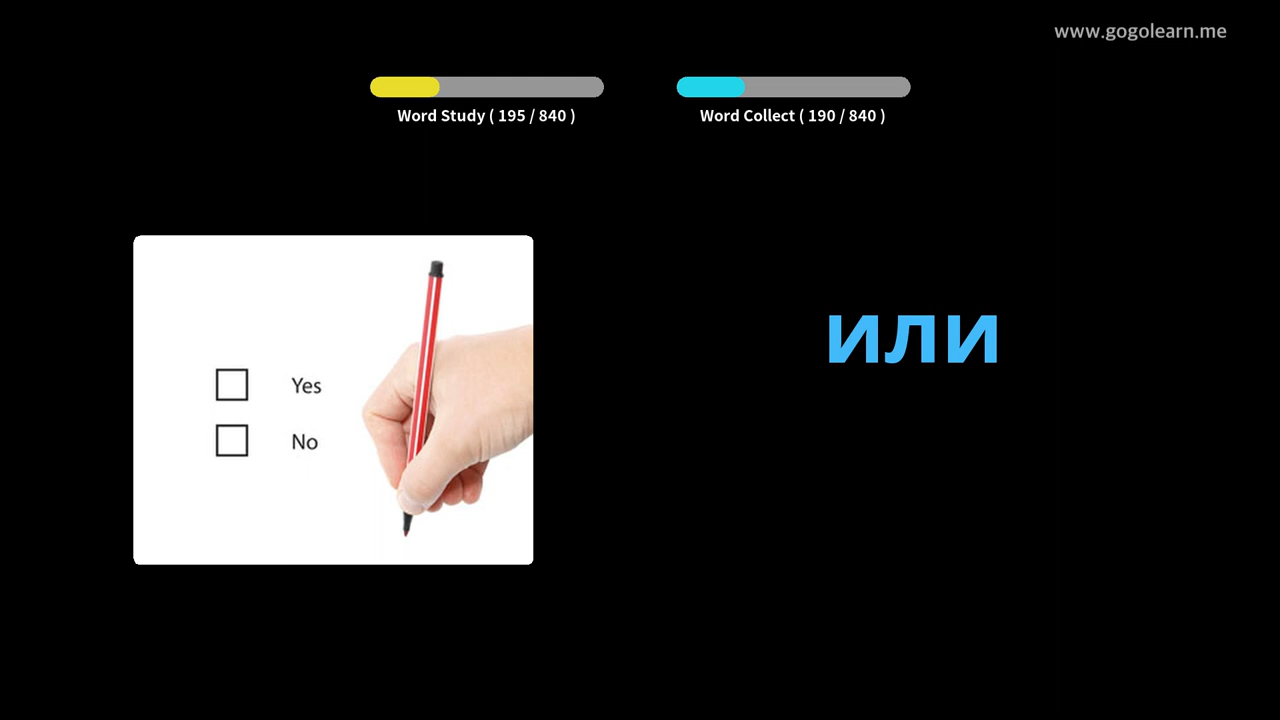 www.gogolearn.me
Word Study ( 195 / 840 )
Word Collect ( 190 / 840 )
Yes
No
или